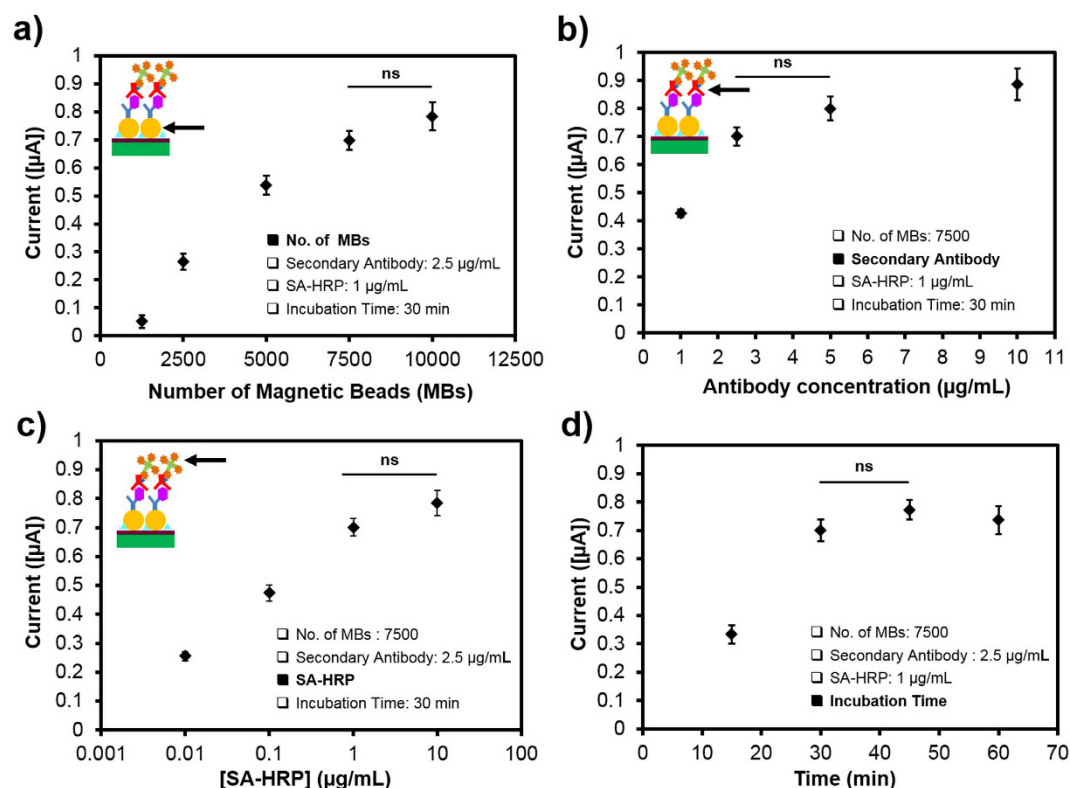 a)
Current ([µA])
1
0.9
0.8
0.7
0.6
0.5
0.4
0.3
0.2
0.1
0
ns
■ No. of MBs
❑ Secondary Antibody: 2.5 µg/mL
❑ SA-HRP: 1 µg/mL
❑ Incubation Time: 30 min
0 2500 5000 7500 10000 12500
Number of Magnetic Beads (MBs)
b)
Current ([µA])
1
0.9
0.8
0.7
0.6
0.5
0.4
0.3
0.2
0.1
0
ns
❑ No. of MBs: 7500
■ Secondary Antibody
❑ SA-HRP: 1 µg/mL
❑ Incubation Time: 30 min
0 1 2 3 4 5 6 7 8 9 10 11
Antibody concentration (µg/mL)
c)
Current ([µA])
1
0.9
0.8
0.7
0.6
0.5
0.4
0.3
0.2
0.1
0
ns
❑ No. of MBs : 7500
❑ Secondary Antibody: 2.5 µg/mL
■ SA-HRP
❑ Incubation Time: 30 min
0.001 0.01 0.1 1 10 100
[SA-HRP] (µg/mL)
d)
Current ([µA])
1
0.9
0.8
0.7
0.6
0.5
0.4
0.3
0.2
0.1
0
ns
❑ No. of MBs: 7500
❑ Secondary Antibody : 2.5 µg/mL
❑ SA-HRP: 1 µg/mL
■ Incubation Time
0 10 20 30 40 50 60 70
Time (min)